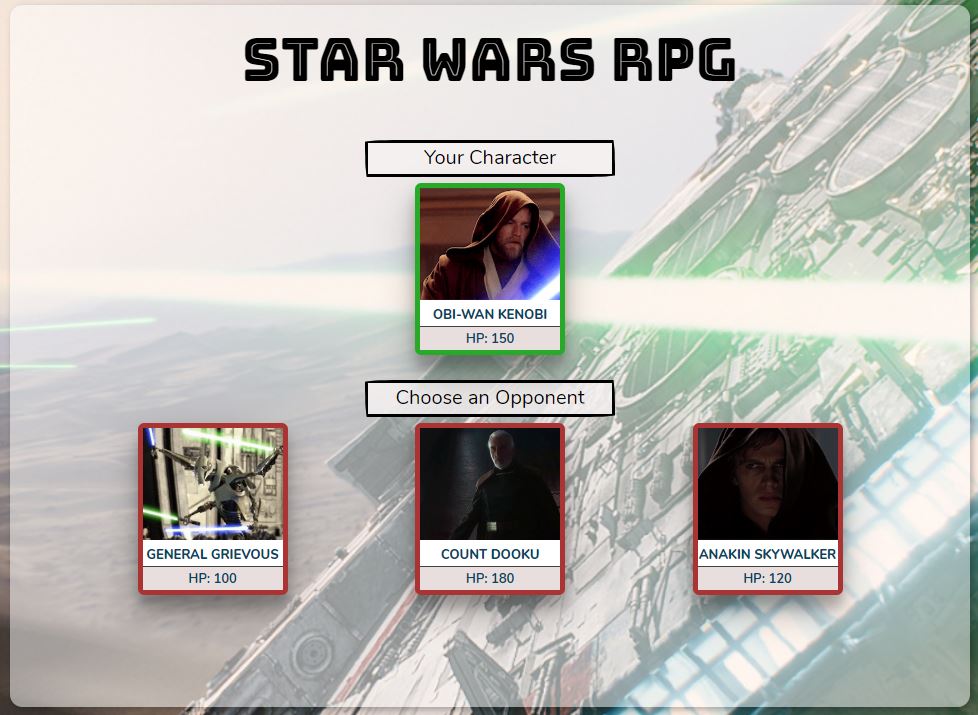 STAR WARS RPG
Your Character
OBI-WAN KENOBI
HP: 150
Choose an Opponent
GENERAL GRIEVOUS
HP: 100
COUNT DOOKU
HP: 180
ANAKIN SKYWALKER
HP: 120